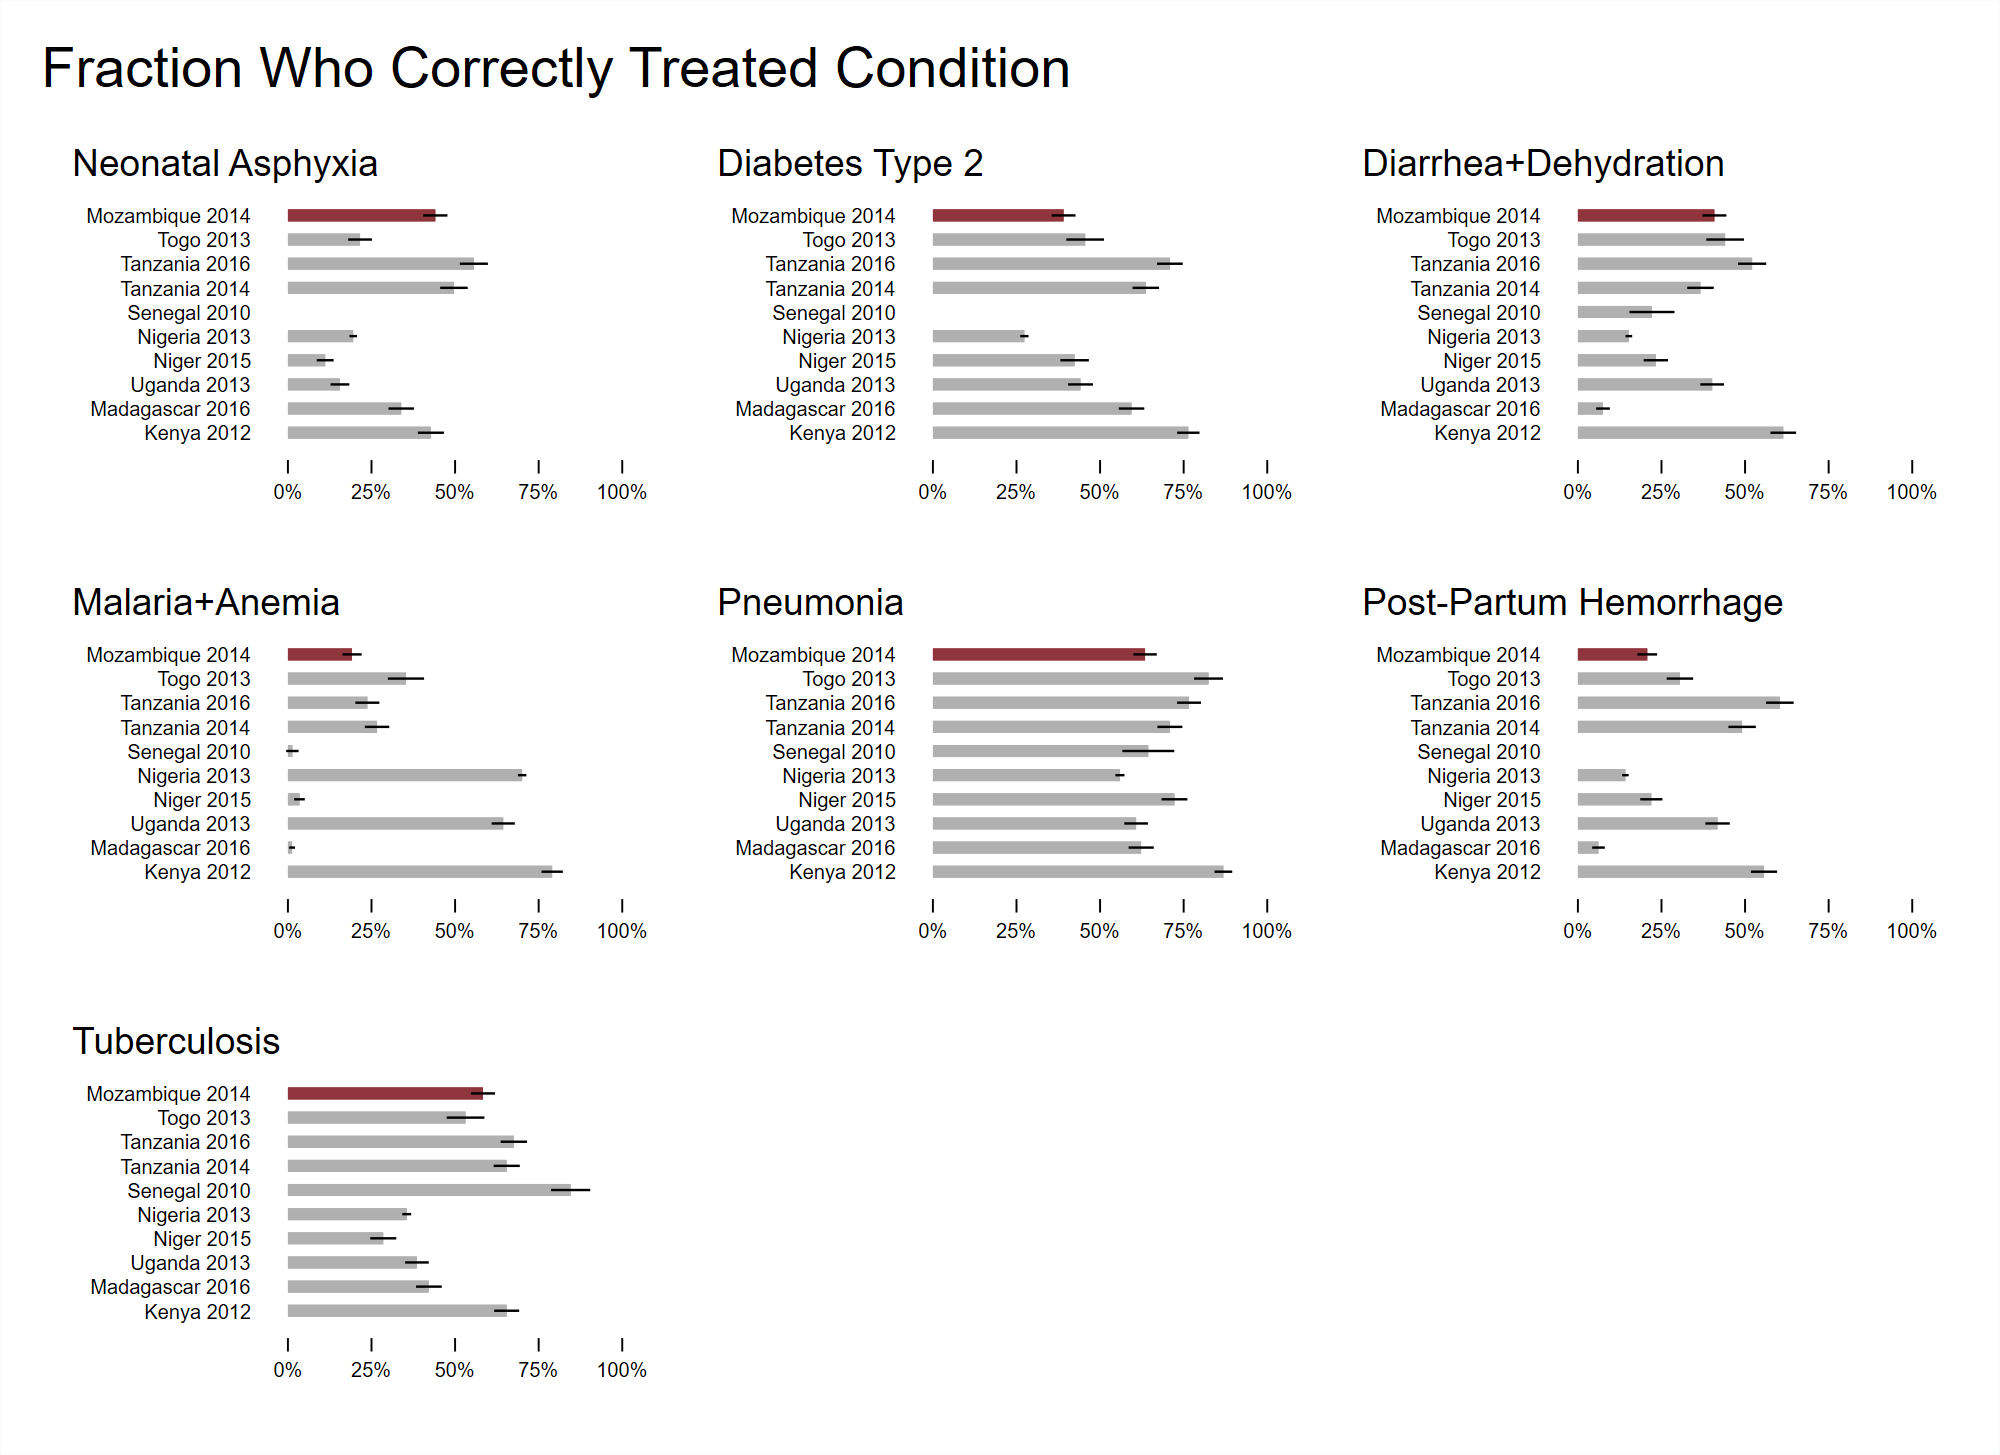 Fraction Who Correctly Treated Condition
Neonatal Asphyxia
Mozambique 2014
Togo 2013
Tanzania 2016
Tanzania 2014
Senegal 2010
Nigeria 2013
Niger 2015
Uganda 2013
Madagascar 2016
Kenya 2012
0% 25% 50% 75% 100%
Diabetes Type 2
Mozambique 2014
Togo 2013
Tanzania 2016
Tanzania 2014
Senegal 2010
Nigeria 2013
Niger 2015
Uganda 2013
Madagascar 2016
Kenya 2012
0% 25% 50% 75% 100%
Diarrhea+Dehydration
Mozambique 2014
Togo 2013
Tanzania 2016
Tanzania 2014
Senegal 2010
Nigeria 2013
Niger 2015
Uganda 2013
Madagascar 2016
Kenya 2012
0% 25% 50% 75% 100%
Malaria+Anemia
Mozambique 2014
Togo 2013
Tanzania 2016
Tanzania 2014
Senegal 2010
Nigeria 2013
Niger 2015
Uganda 2013
Madagascar 2016
Kenya 2012
0% 25% 50% 75% 100%
Pneumonia
Mozambique 2014
Togo 2013
Tanzania 2016
Tanzania 2014
Senegal 2010
Nigeria 2013
Niger 2015
Uganda 2013
Madagascar 2016
Kenya 2012
0% 25% 50% 75% 100%
Post-Partum Hemorrhage
Mozambique 2014
Togo 2013
Tanzania 2016
Tanzania 2014
Senegal 2010
Nigeria 2013
Niger 2015
Uganda 2013
Madagascar 2016
Kenya 2012
0% 25% 50% 75% 100%
Tuberculosis
Mozambique 2014
Togo 2013
Tanzania 2016
Tanzania 2014
Senegal 2010
Nigeria 2013
Niger 2015
Uganda 2013
Madagascar 2016
Kenya 2012
0% 25% 50% 75% 100%